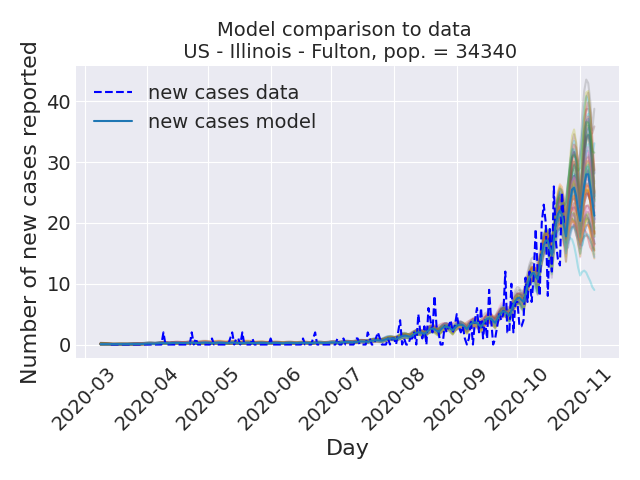 Model comparison to data
US - Illinois - Fulton, pop. = 34340
Number of new cases reported
40
30
20
10
0
new cases data
new cases model
2020-03
2020-04
2020-05
2020-06
2020-07
2020-08
2020-09
2020-10
2020-11
Day